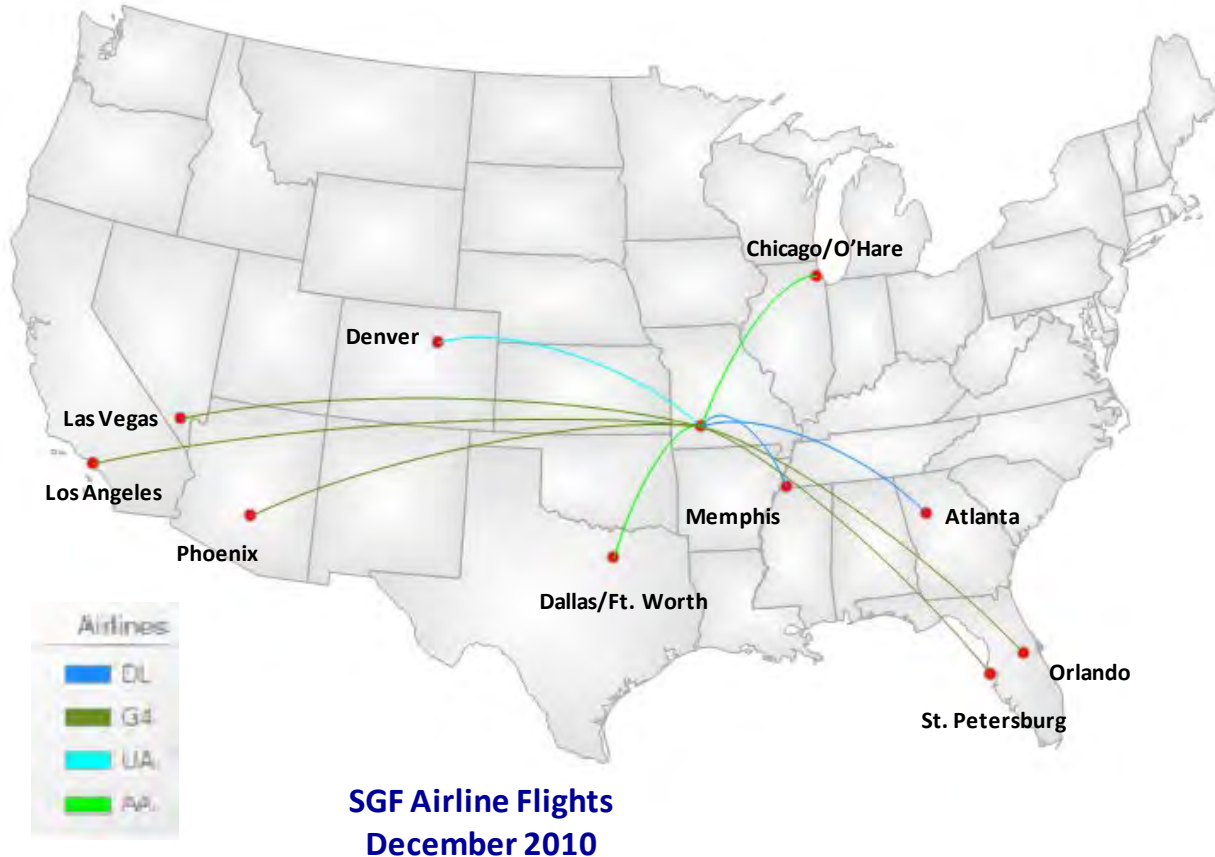 Chicago/O'Hare
Denver
Las Vegas
Los Angeles
Memphis
Atlanta
Phoenix
Dallas/Ft. Worth
Orlando
St. Petersburg
Airlines
DL
G4
UA
AA
SGF Airline Flights
December 2010